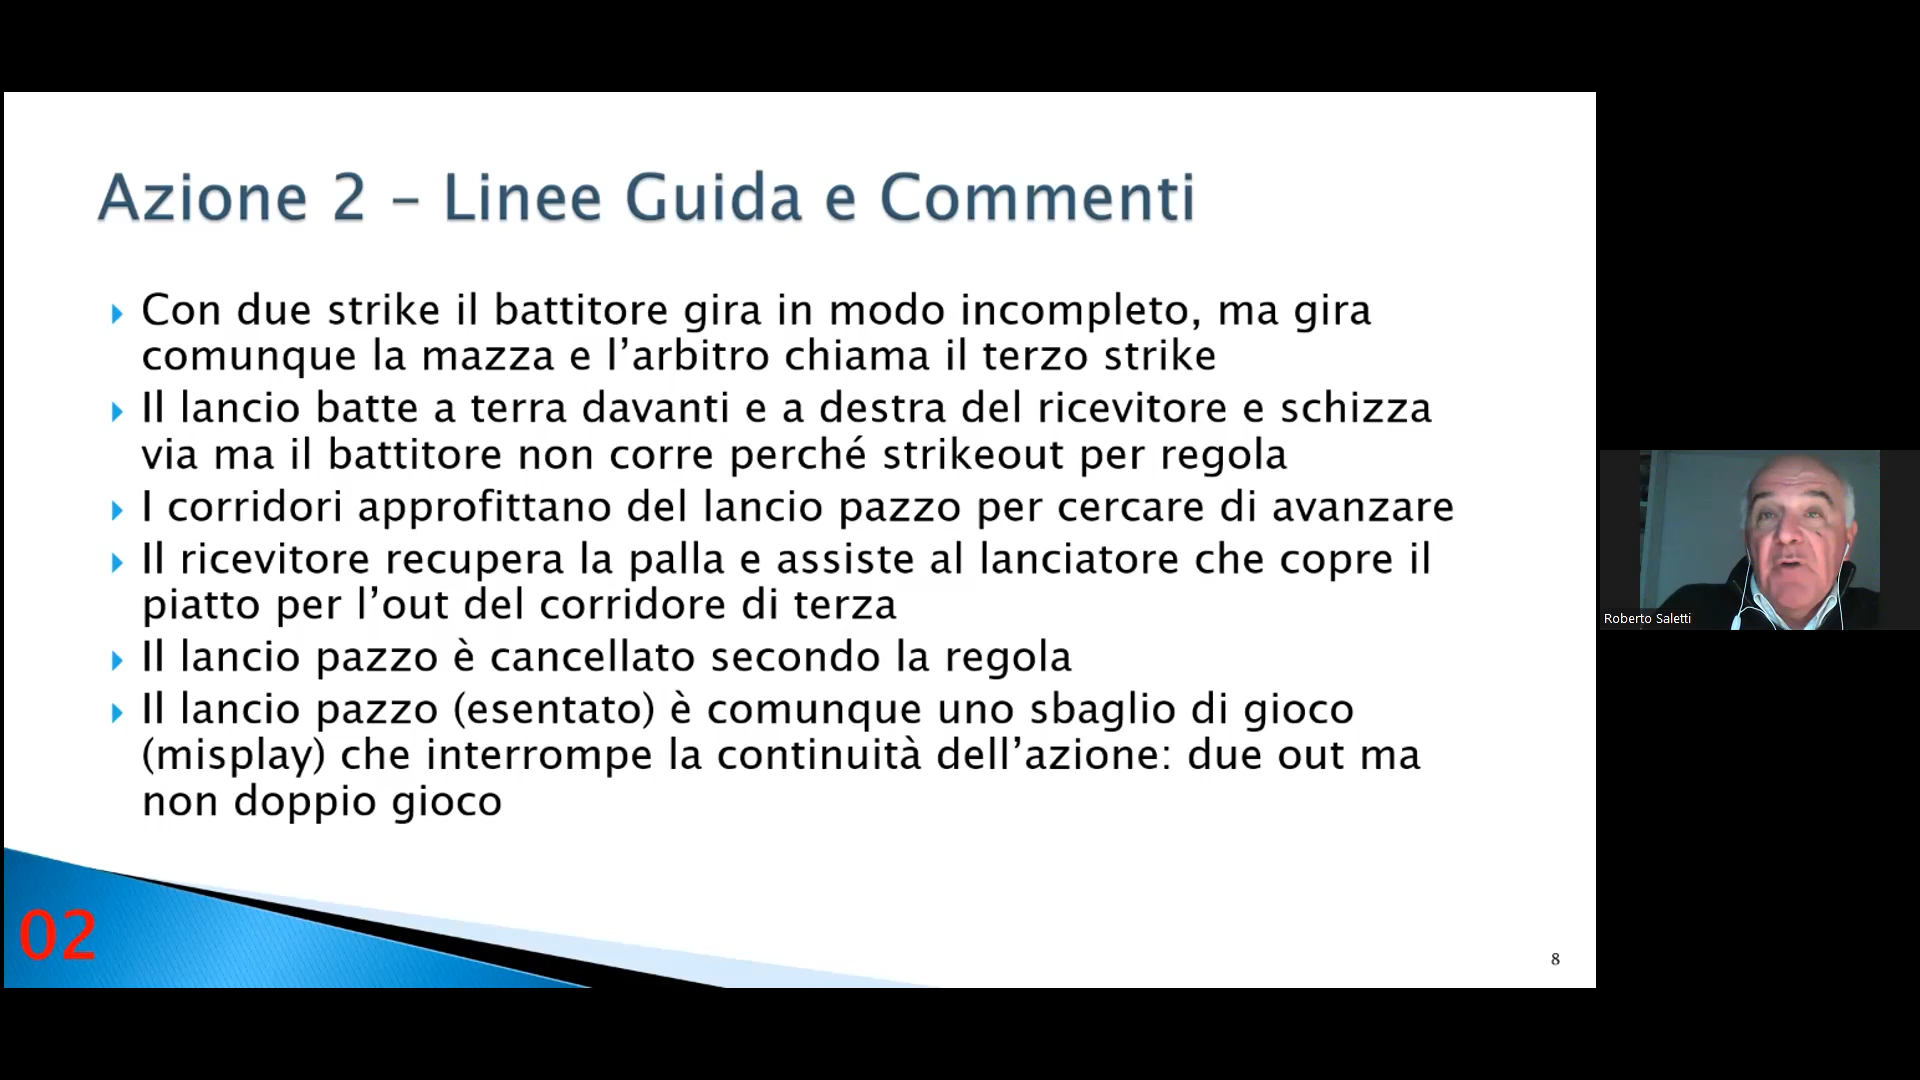 Azione 2 – Linee Guida e Commenti
Con due strike il battitore gira in modo incompleto, ma gira
comunque la mazza e l’arbitro chiama il terzo strike
Il lancio batte a terra davanti e a destra del ricevitore e schizza
via ma il battitore non corre perché strikeout per regola
I corridori approfittano del lancio pazzo per cercare di avanzare
Il ricevitore recupera la palla e assiste al lanciatore che copre il
piatto per l’out del corridore di terza
Il lancio pazzo è cancellato secondo la regola
Il lancio pazzo (esentato) è comunque uno sbaglio di gioco
(misplay) che interrompe la continuità dell’azione: due out ma
non doppio gioco
02
8
Roberto Saletti